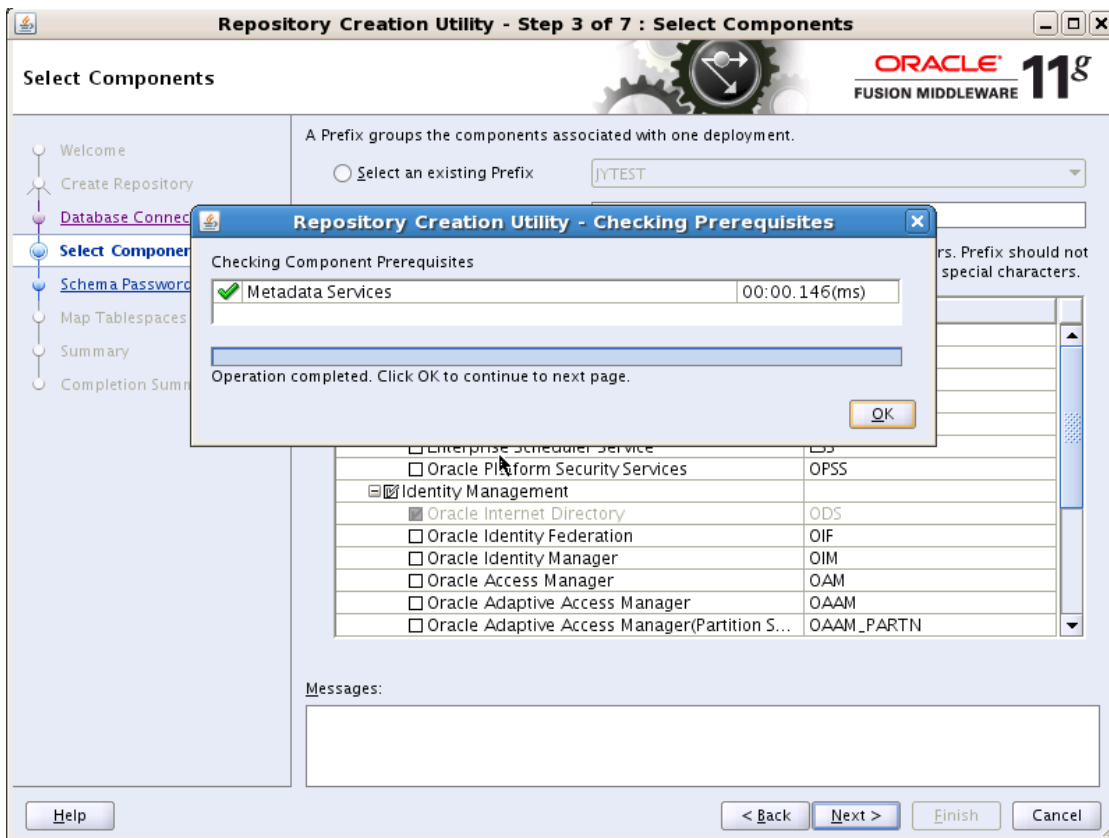 Repository Creation Utility - Step 3 of 7 : Select Components
Select Components
ORACLE
FUSION MIDDLEWARE
11g
Welcome
Create Repository
Database Connec
Select Componen
Schema Password
Map Tablespaces
Summary
Completion Summ
A Prefix groups the components associated with one deployment.
Select an existing Prefix
JYTEST
rs. Prefix should not
special characters.
Repository Creation Utility - Checking Prerequisites
Checking Component Prerequisites
Metadata Services 00:00.146(ms)
Operation completed. Click OK to continue to next page.
OK
Enterprise Scheduler Service ESS
Oracle Platform Security Services OPSS
Identity Management
Oracle Internet Directory ODS
Oracle Identity Federation OIF
Oracle Identity Manager OIM
Oracle Access Manager OAM
Oracle Adaptive Access Manager OAAM
Oracle Adaptive Access Manager(Partition S... OAAM_PARTN
Messages:
Help
< Back
Next >
Finish
Cancel